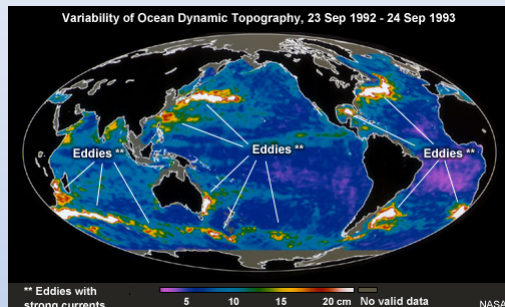 Variability of Ocean Dynamic Topography, 23 Sep 1992 - 24 Sep 1993
Eddies ** Eddies ** Eddies **
** Eddies with
strong currents
5 10 15 20 cm No valid data
NASA